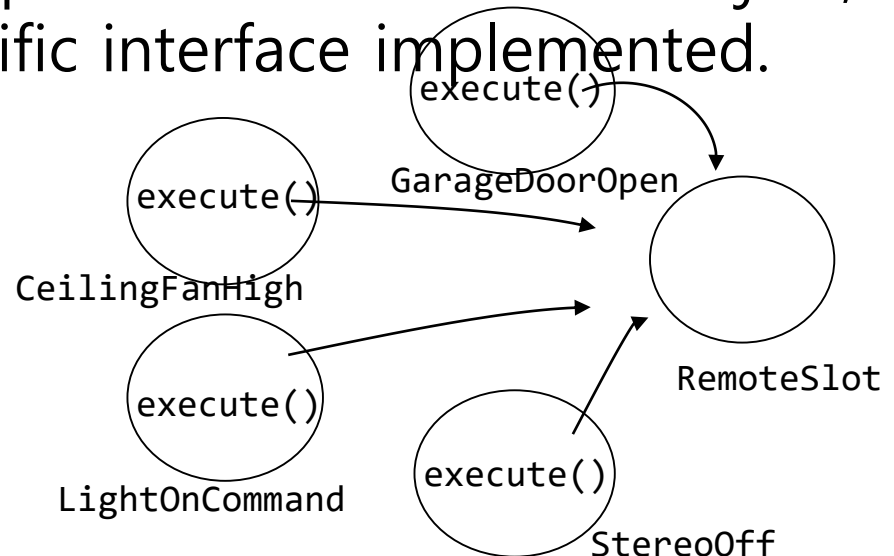 ific interface implemented.
execute()
GarageDoorOpen
execute()
CeilingFanHigh
execute()
RemoteSlot
LightOnCommand
execute()
StereoOff